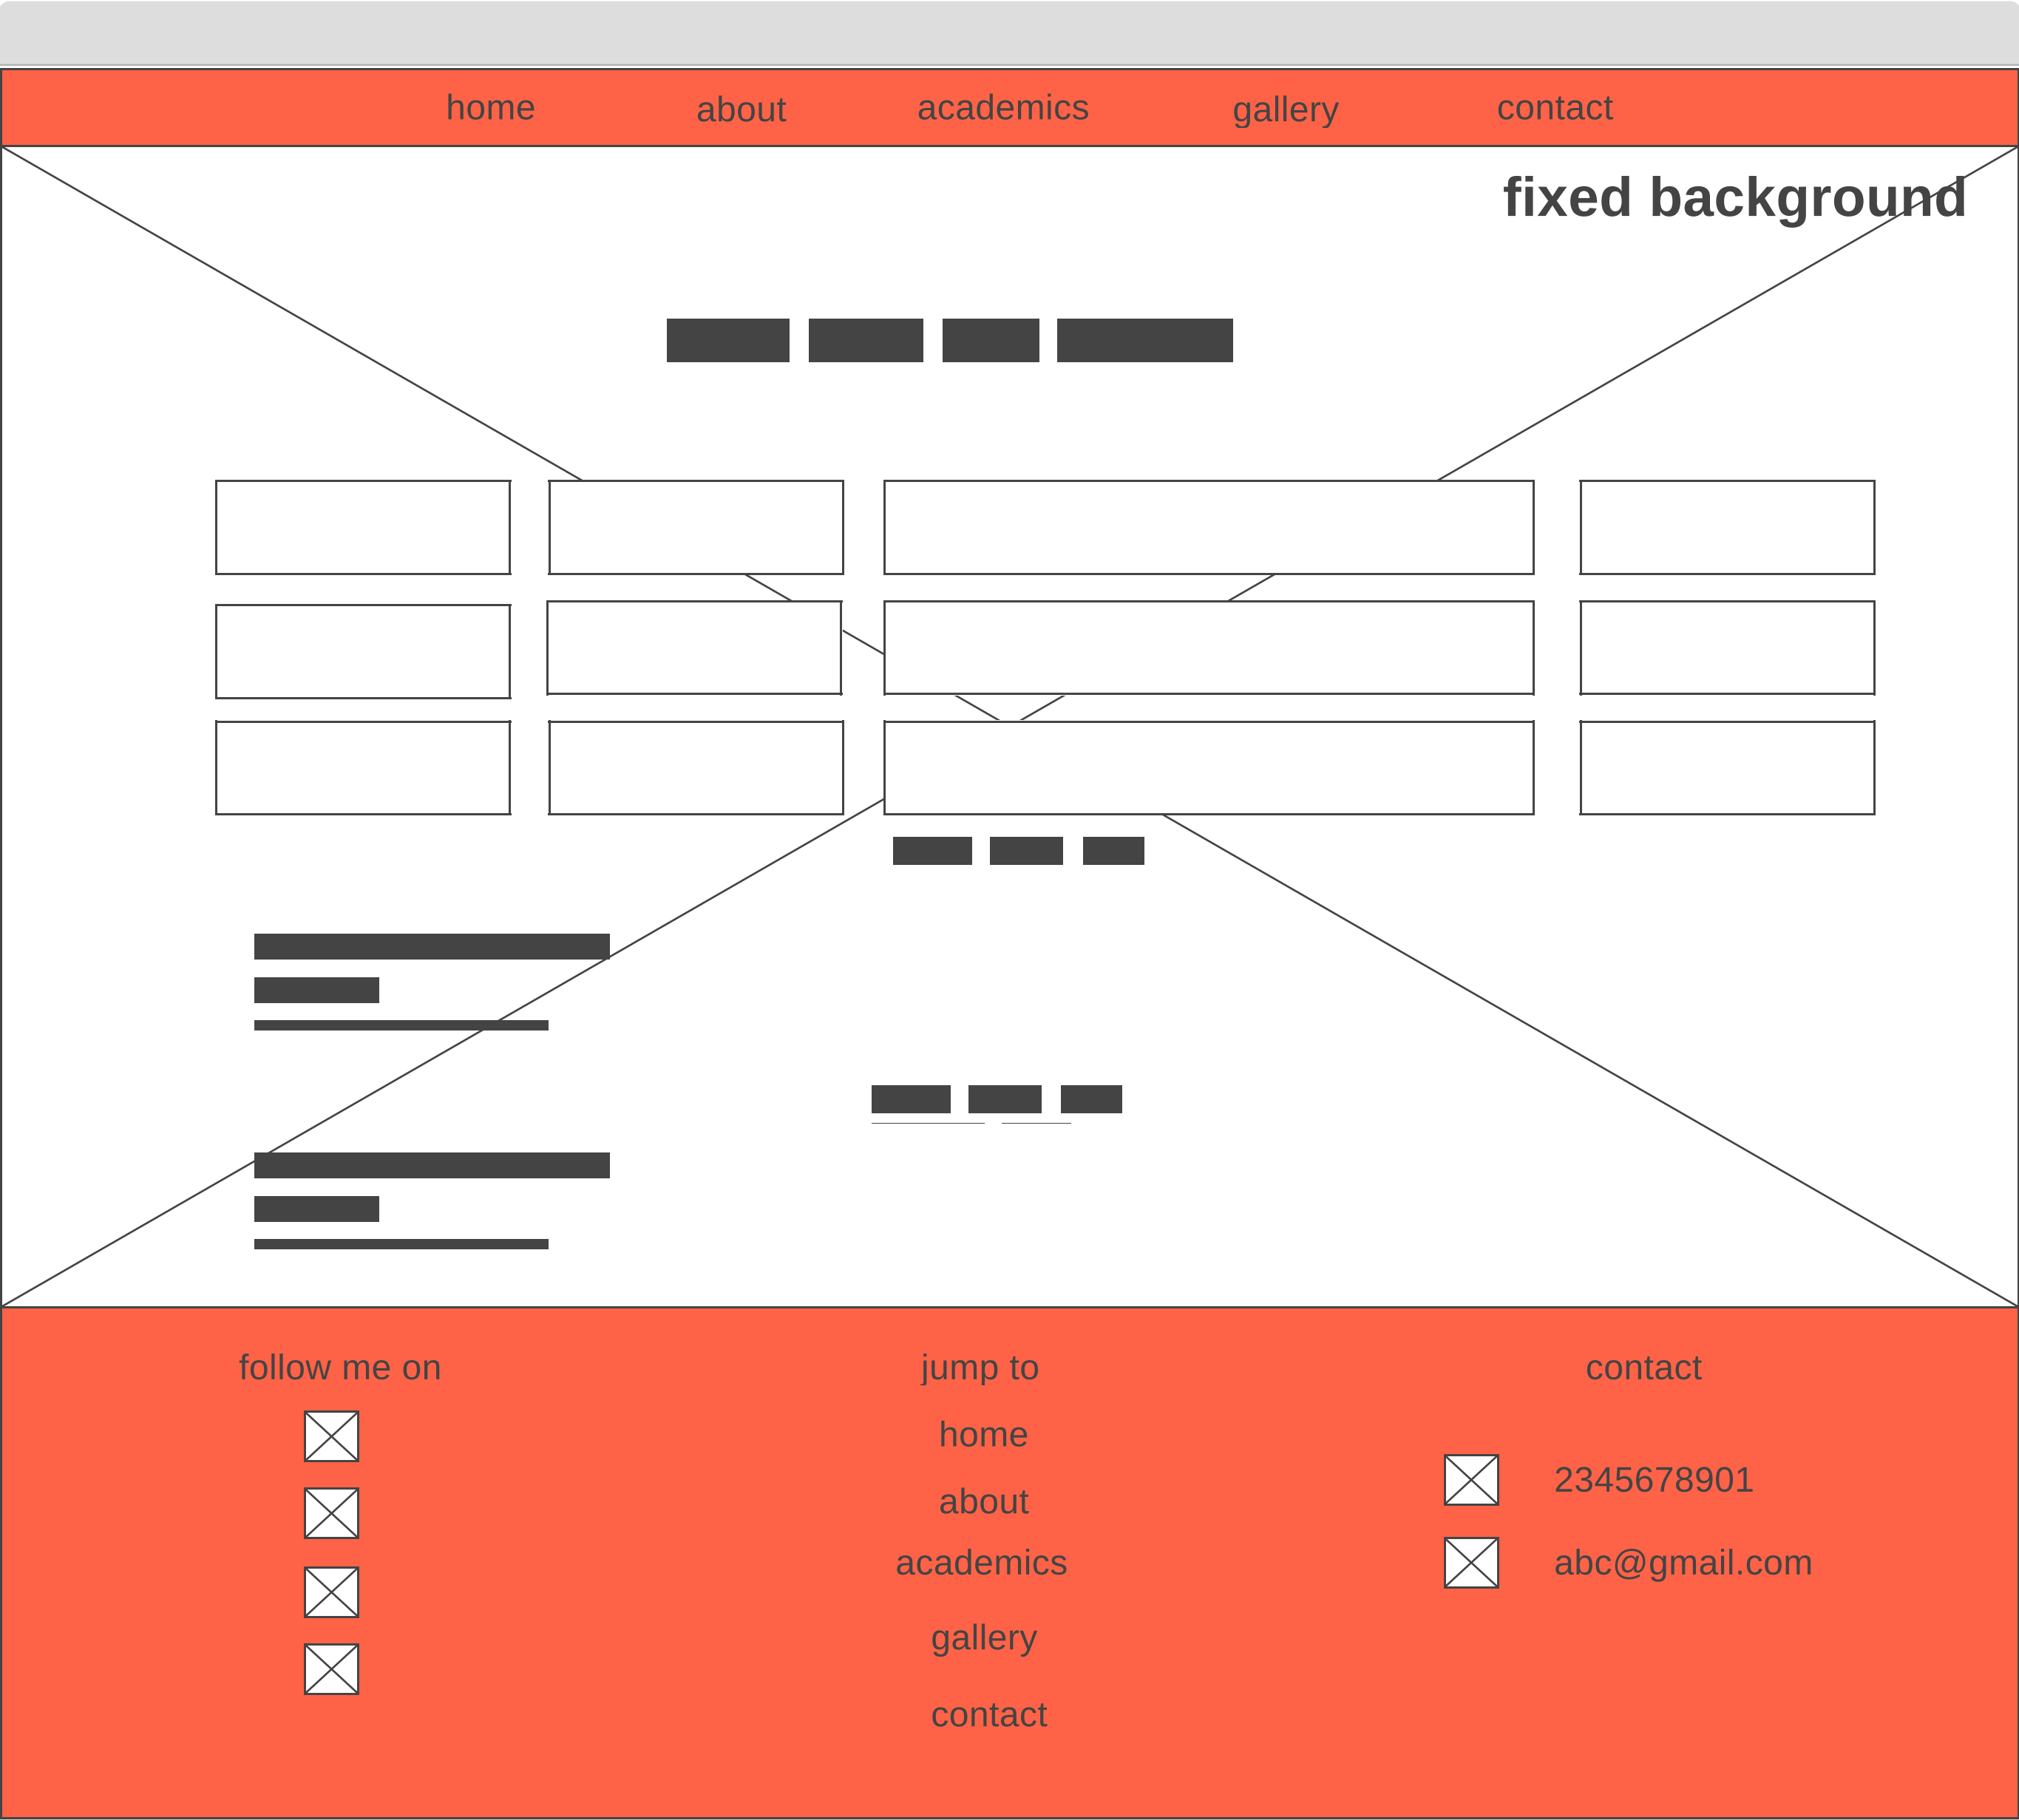 home about academics gallery contact
fixed background
follow me on
jump to
home
about
academics
gallery
contact
contact
2345678901
abc@gmail.com